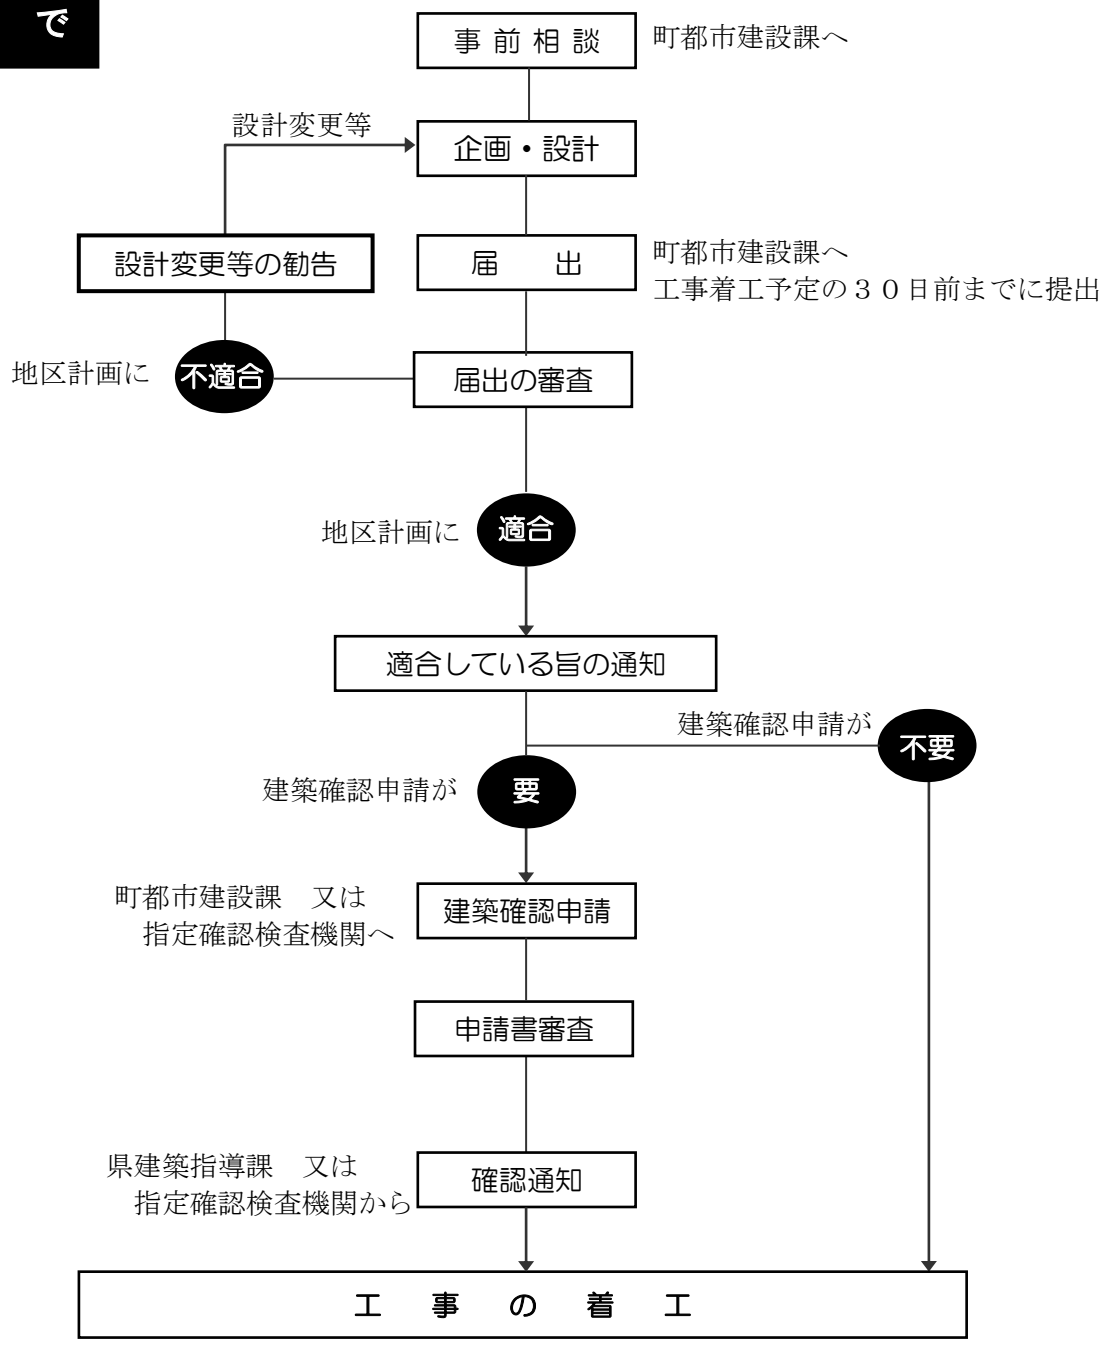 で
事前相談
町都市建設課へ
設計変更等
企画・設計
設計変更等の勧告
届　出
町都市建設課へ
工事着工予定の３０日前までに提出
地区計画に
不適合
届出の審査
地区計画に
適合
適合している旨の通知
建築確認申請が
不要
建築確認申請が
要
町都市建設課　又は
指定確認検査機関へ
建築確認申請
申請書審査
県建築指導課　又は
指定確認検査機関から
確認通知
工事の着工